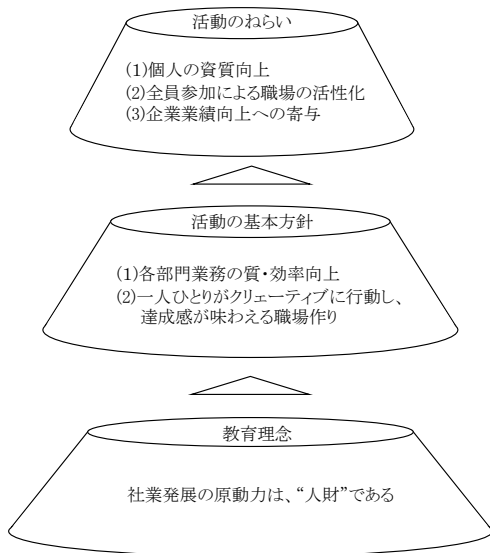 活動のねらい
(1)個人の資質向上
(2)全員参加による職場の活性化
(3)企業業績向上への寄与
活動の基本方針
(1)各部門業務の質・効率向上
(2)一人ひとりがクリエーティブに行動し、
達成感が味わえる職場作り
教育理念
社業発展の原動力は、“人財”である